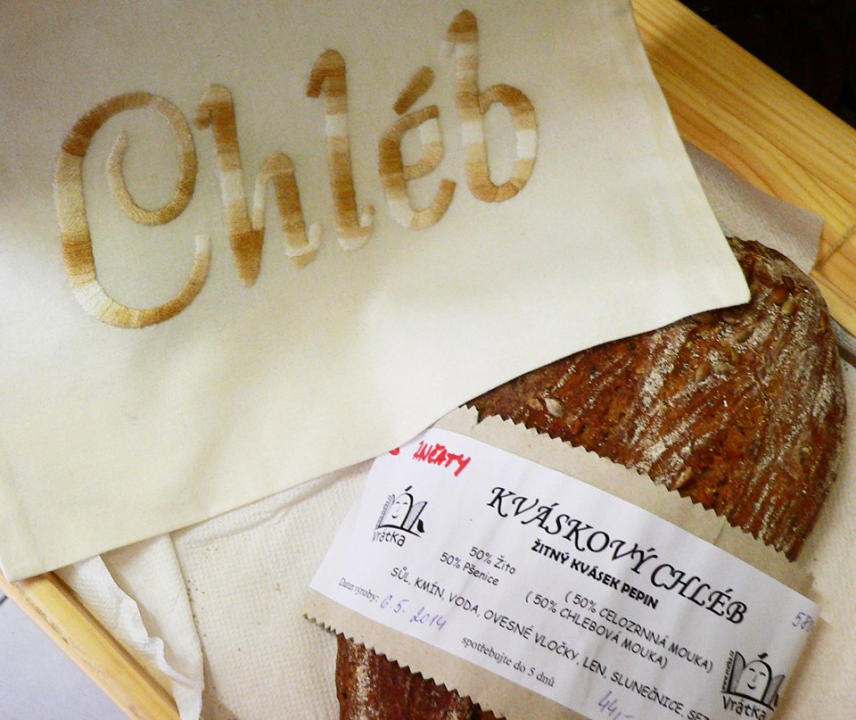 Chléb
KVÁSKOVÝ CHLÉB
ŽITNÝ KVÁSEK PEPIN
50% Žito ( 50% CELOZRNNÁ MOUKA)
50% Pšenice ( 50% CHLEBOVÁ MOUKA)
SŮL, KMÍN, VODA, OVESNÉ VLOČKY, LEN, SLUNEČNICE,
Datum výroby: 6.5.2014
spotřebujte do 5 dnů
44,-
Vrátka
Vrátka